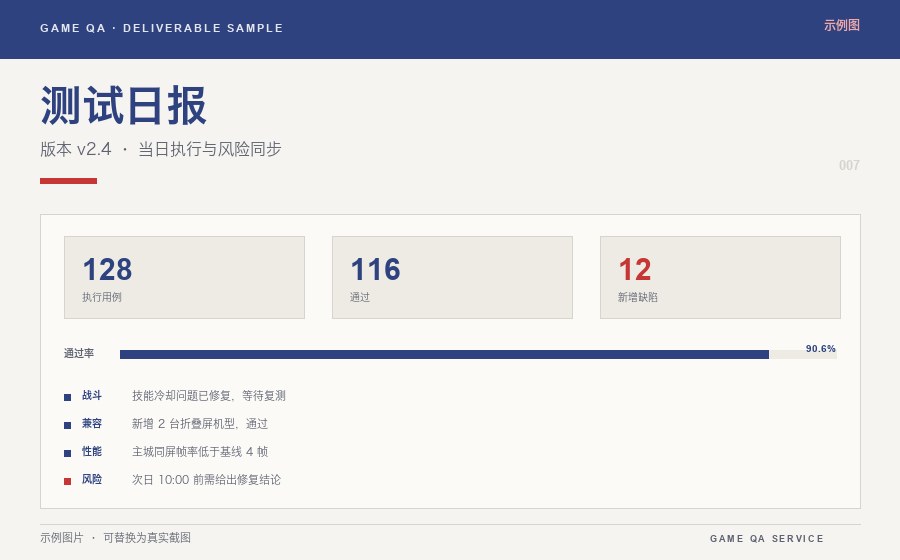 GAME QA · DELIVERABLE SAMPLE
示例图
测试日报
版本 v2.4 · 当日执行与风险同步
007
128
执行用例
116
通过
12
新增缺陷
通过率
90.6%
战斗 技能冷却问题已修复，等待复测
兼容 新增 2 台折叠屏机型，通过
性能 主城同屏帧率低于基线 4 帧
风险 次日 10:00 前需给出修复结论
示例图片 · 可替换为真实截图
GAME QA SERVICE